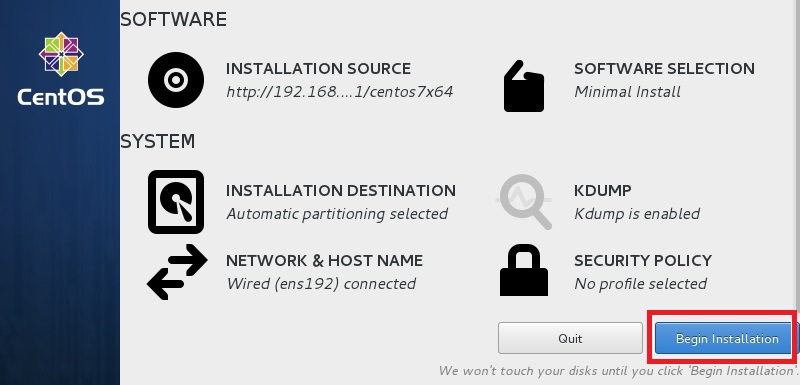 SOFTWARE
CentOS
INSTALLATION SOURCE
http://192.168....1/centos7x64
SOFTWARE SELECTION
Minimal Install
SYSTEM
INSTALLATION DESTINATION
Automatic partitioning selected
KDUMP
Kdump is enabled
NETWORK & HOST NAME
Wired (ens192) connected
SECURITY POLICY
No profile selected
Quit
Begin Installation
We won't touch your disks until you click 'Begin Installation'.